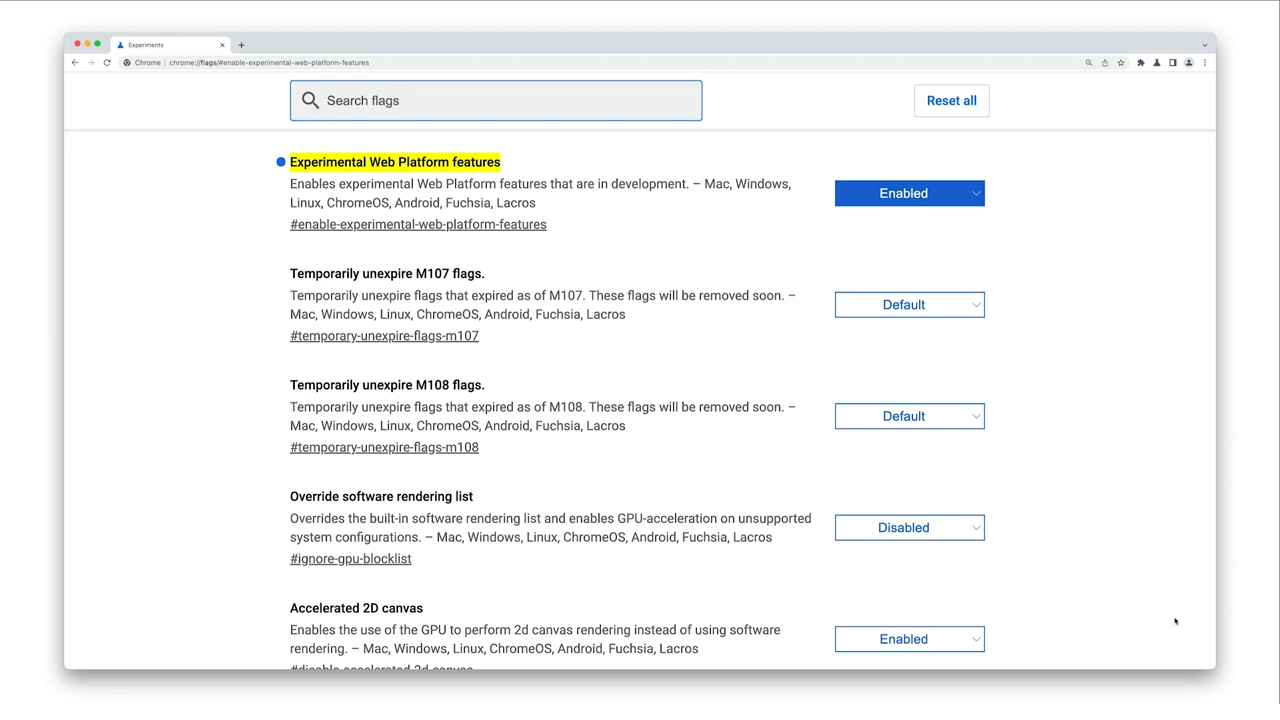 Experiments
Chrome | chrome://flags/#enable-experimental-web-platform-features
Search flags
Reset all
Experimental Web Platform features
Enables experimental Web Platform features that are in development. – Mac, Windows,
Linux, ChromeOS, Android, Fuchsia, Lacros
#enable-experimental-web-platform-features
Enabled
Temporarily unexpire M107 flags.
Temporarily unexpire flags that expired as of M107. These flags will be removed soon. –
Mac, Windows, Linux, ChromeOS, Android, Fuchsia, Lacros
#temporary-unexpire-flags-m107
Default
Temporarily unexpire M108 flags.
Temporarily unexpire flags that expired as of M108. These flags will be removed soon. –
Mac, Windows, Linux, ChromeOS, Android, Fuchsia, Lacros
#temporary-unexpire-flags-m108
Default
Override software rendering list
Overrides the built-in software rendering list and enables GPU-acceleration on unsupported
system configurations. – Mac, Windows, Linux, ChromeOS, Android, Fuchsia, Lacros
#ignore-gpu-blocklist
Disabled
Accelerated 2D canvas
Enables the use of the GPU to perform 2d canvas rendering instead of using software
rendering. – Mac, Windows, Linux, ChromeOS, Android, Fuchsia, Lacros
#disable-accelerated-2d-canvas
Enabled